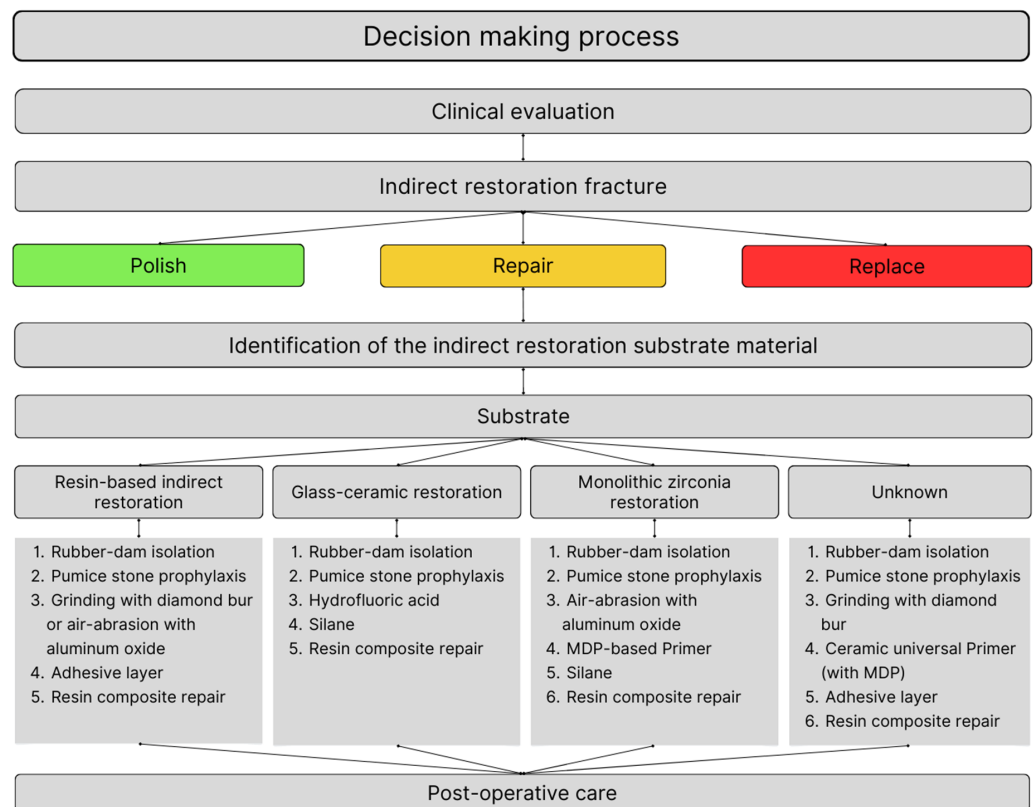 Decision making process
Clinical evaluation
Indirect restoration fracture
Polish
Repair
Replace
Identification of the indirect restoration substrate material
Substrate
Resin-based indirect
restoration
1. Rubber-dam isolation
2. Pumice stone prophylaxis
3. Grinding with diamond bur
or air-abrasion with
aluminum oxide
4. Adhesive layer
5. Resin composite repair
Glass-ceramic restoration
1. Rubber-dam isolation
2. Pumice stone prophylaxis
3. Hydrofluoric acid
4. Silane
5. Resin composite repair
Monolithic zirconia
restoration
1. Rubber-dam isolation
2. Pumice stone prophylaxis
3. Air-abrasion with
aluminum oxide
4. MDP-based Primer
5. Silane
6. Resin composite repair
Unknown
1. Rubber-dam isolation
2. Pumice stone prophylaxis
3. Grinding with diamond
bur
4. Ceramic universal Primer
(with MDP)
5. Adhesive layer
6. Resin composite repair
Post-operative care